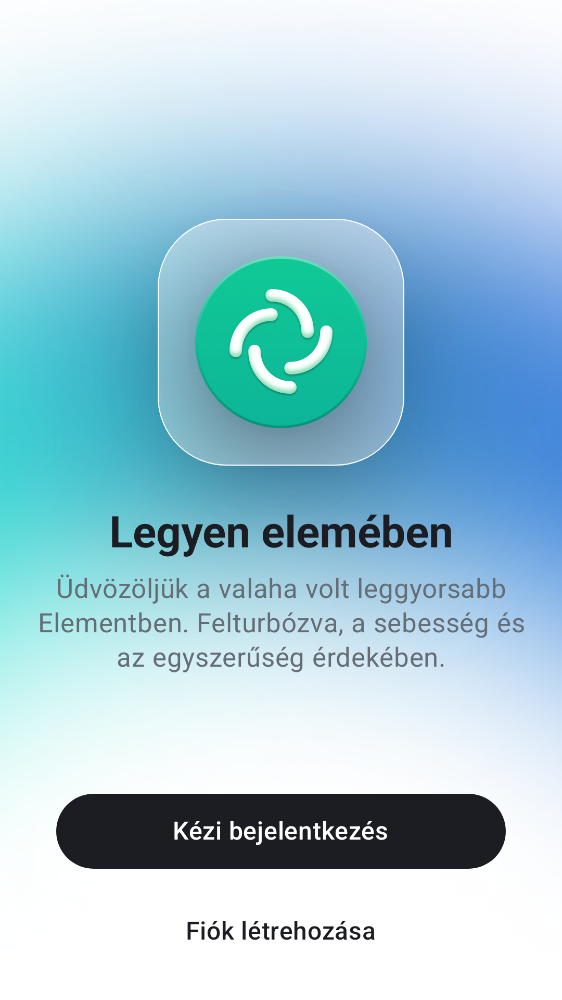 Legyen elemében
Üdvözöljük a valaha volt leggyorsabb
Elementben. Felturbózva, a sebesség és
az egyszerűség érdekében.
Kézi bejelentkezés
Fiók létrehozása